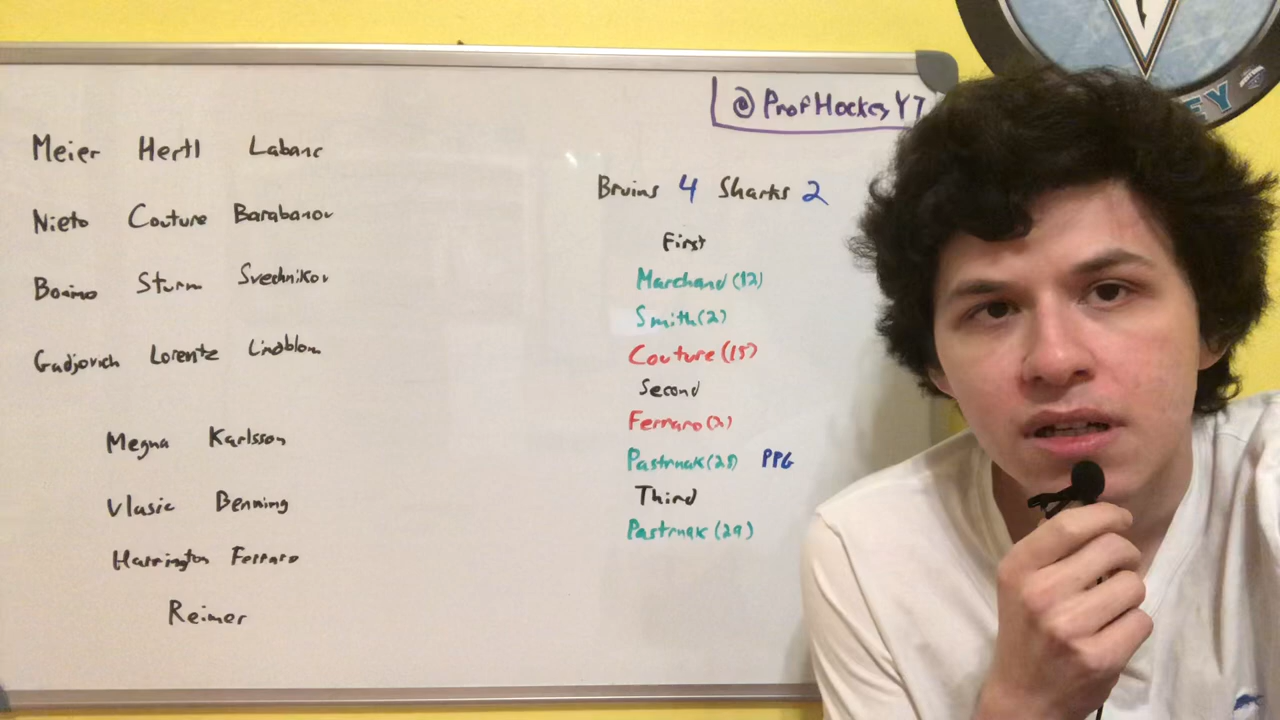 @ProfHockeyYT
Meier Hertl Labanc
Nieto Couture Barabanov
Bonino Sturm Svechnikov
Gadjovich Lorentz Lindblom
Megna Karlsson
Vlasic Benning
Harrington Ferraro
Reimer
Bruins 4 Sharks 2
First
Marchand (12)
Smith (2)
Couture (15)
Second
Ferraro (2)
Pastrnak (28) PPG
Third
Pastrnak (29)
EY